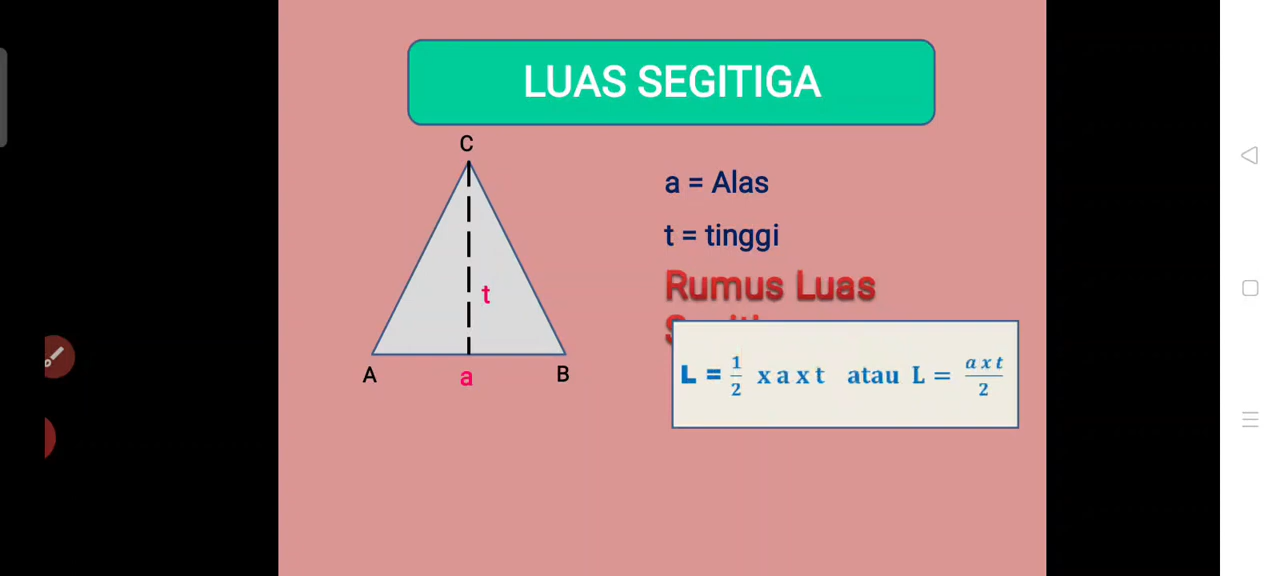 LUAS SEGITIGA
C
a = Alas
t = tinggi
Rumus Luas
t
L = 1/2 x a x t atau L = a x t/2
A
a
B